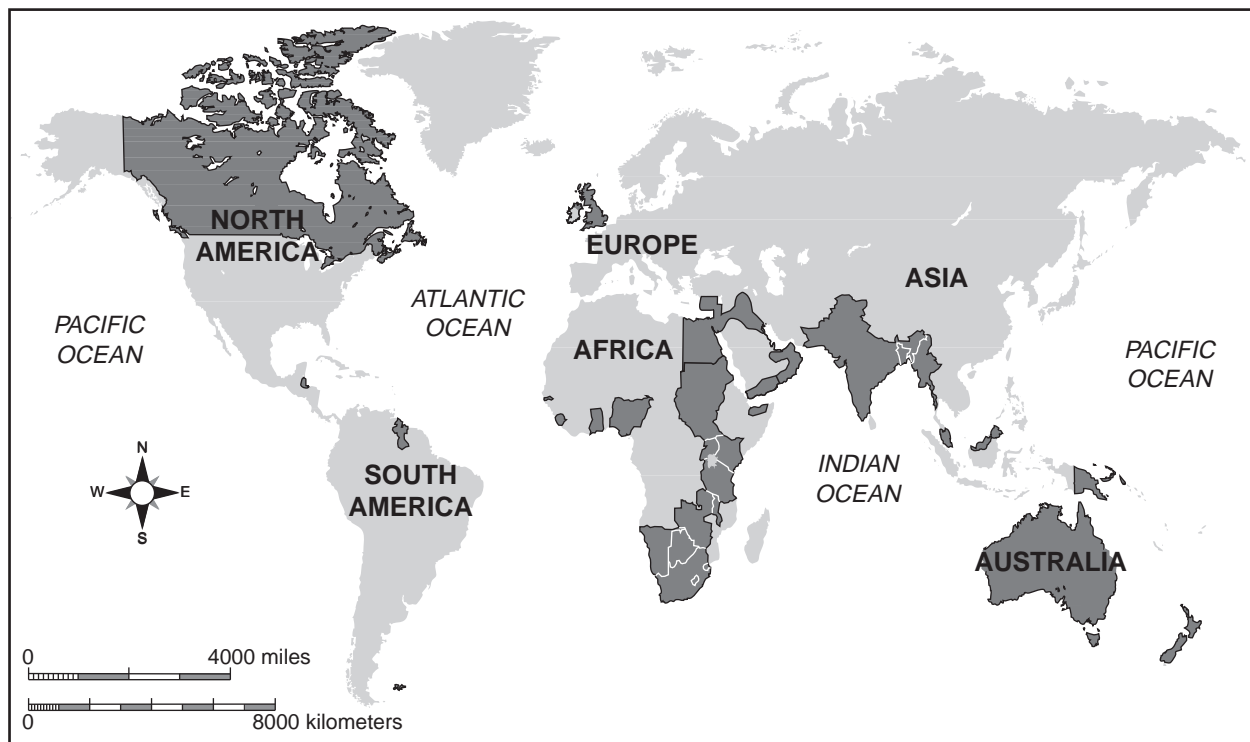 NORTH
AMERICA
EUROPE
ASIA
ATLANTIC
OCEAN
PACIFIC
OCEAN
AFRICA
PACIFIC
OCEAN
N
W E
S
SOUTH
AMERICA
INDIAN
OCEAN
AUSTRALIA
0 4000 miles
0 8000 kilometers